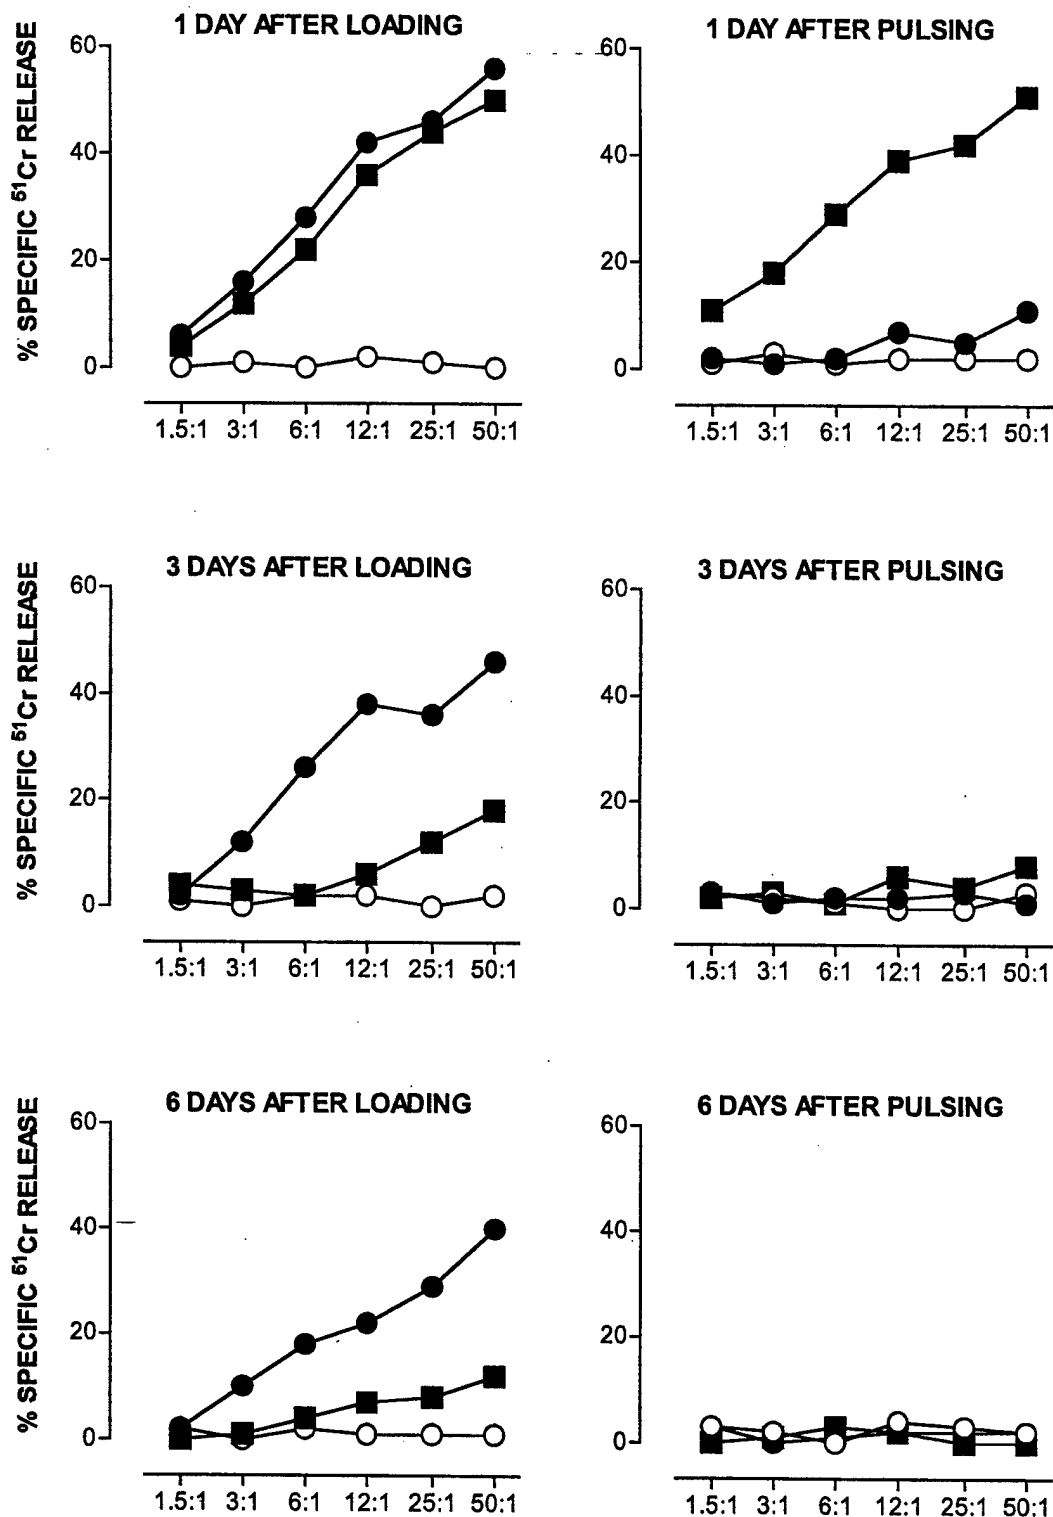 1 DAY AFTER LOADING
% SPECIFIC ⁵¹Cr RELEASE
60
40
20
0
1.5:1 3:1 6:1 12:1 25:1 50:1
1 DAY AFTER PULSING
60
40
20
0
1.5:1 3:1 6:1 12:1 25:1 50:1
3 DAYS AFTER LOADING
% SPECIFIC ⁵¹Cr RELEASE
60
40
20
0
1.5:1 3:1 6:1 12:1 25:1 50:1
3 DAYS AFTER PULSING
60
40
20
0
1.5:1 3:1 6:1 12:1 25:1 50:1
6 DAYS AFTER LOADING
% SPECIFIC ⁵¹Cr RELEASE
60
40
20
0
1.5:1 3:1 6:1 12:1 25:1 50:1
6 DAYS AFTER PULSING
60
40
20
0
1.5:1 3:1 6:1 12:1 25:1 50:1